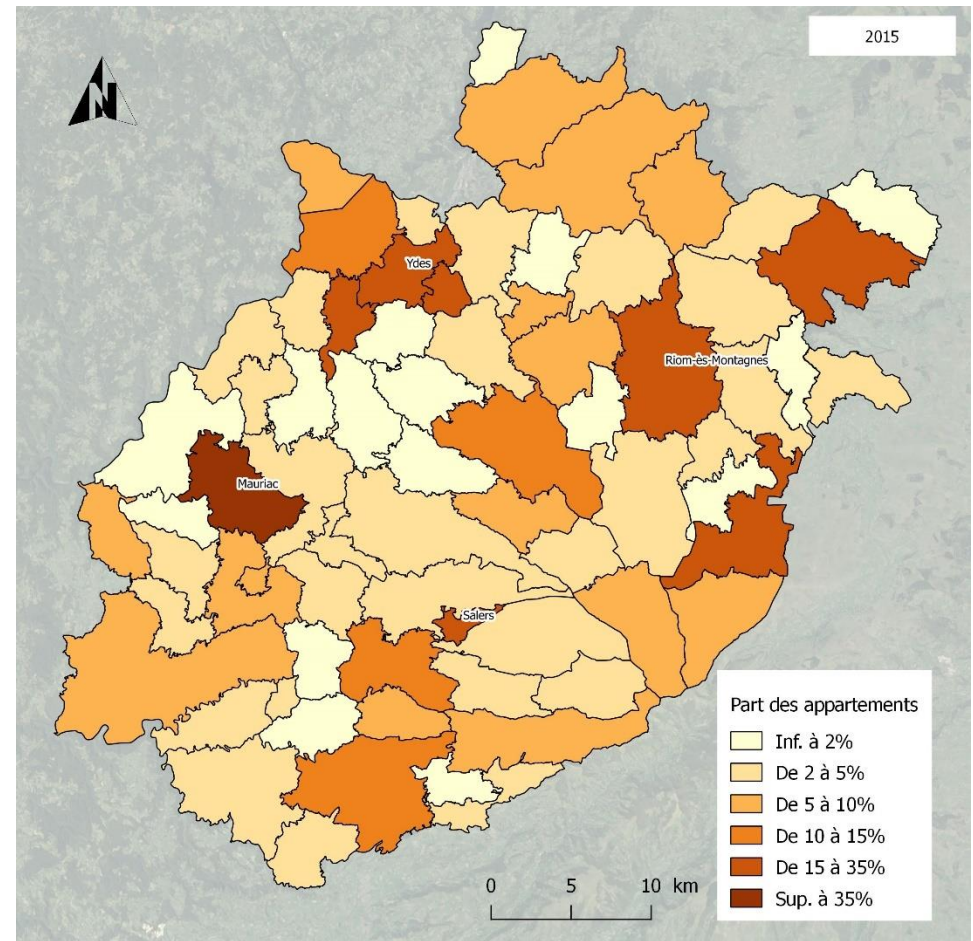 2015
N
Ydes
Riom-ès-Montagnes
Mauriac
Salers
Part des appartements
Inf. à 2%
De 2 à 5%
De 5 à 10%
De 10 à 15%
De 15 à 35%
Sup. à 35%
0 5 10 km